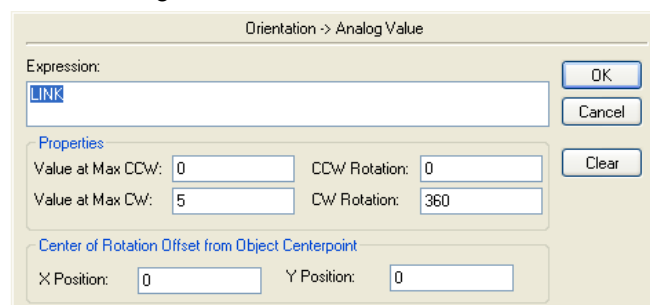 Orientation -> Analog Value
Expression:
LINK
OK
Cancel
Clear
Properties
Value at Max CCW: 0 CCW Rotation: 0
Value at Max CW: 5 CW Rotation: 360
Center of Rotation Offset from Object Centerpoint
X Position: 0 Y Position: 0